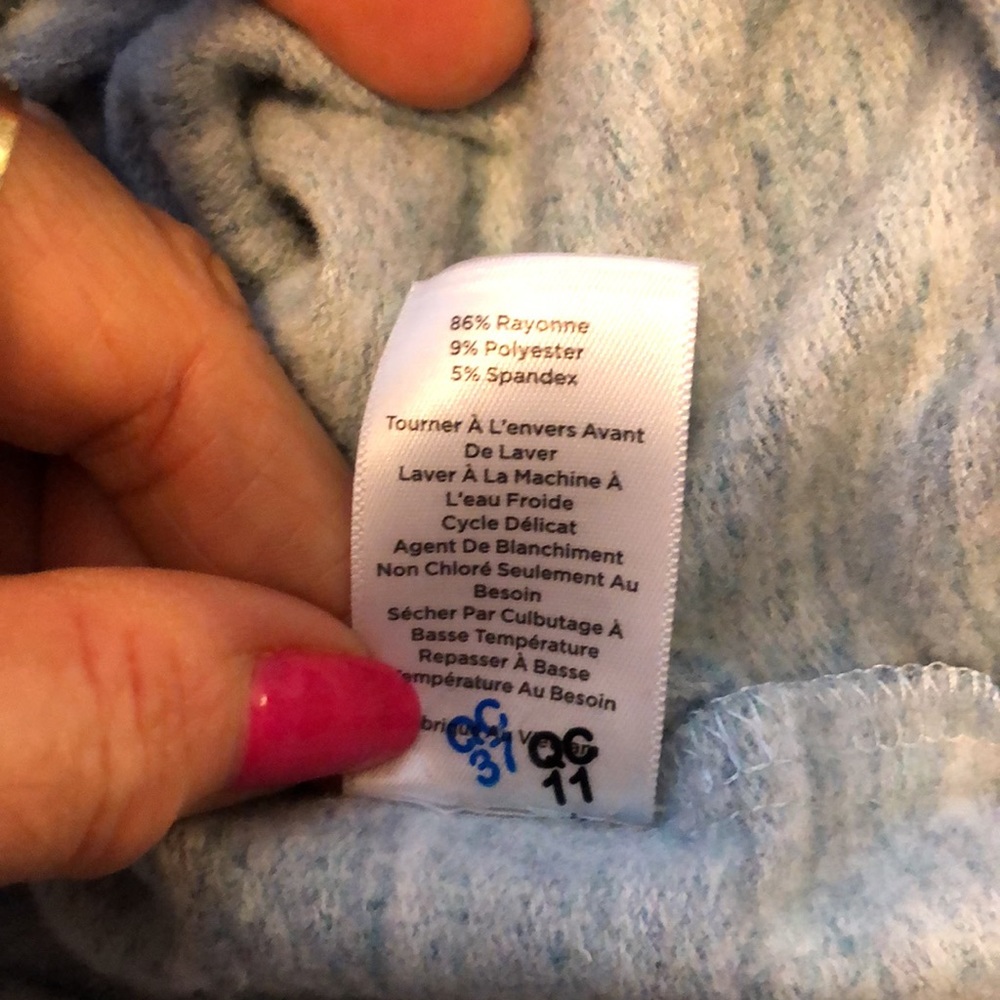 86% Rayonne
9% Polyester
5% Spandex
Tourner À L'envers Avant
De Laver
Laver À La Machine À
L'eau Froide
Cycle Délicat
Agent De Blanchiment
Non Chloré Seulement Au
Besoin
Sécher Par Culbutage À
Basse Température
Repasser À Basse
empérature Au Besoin
QC
QC
37
11